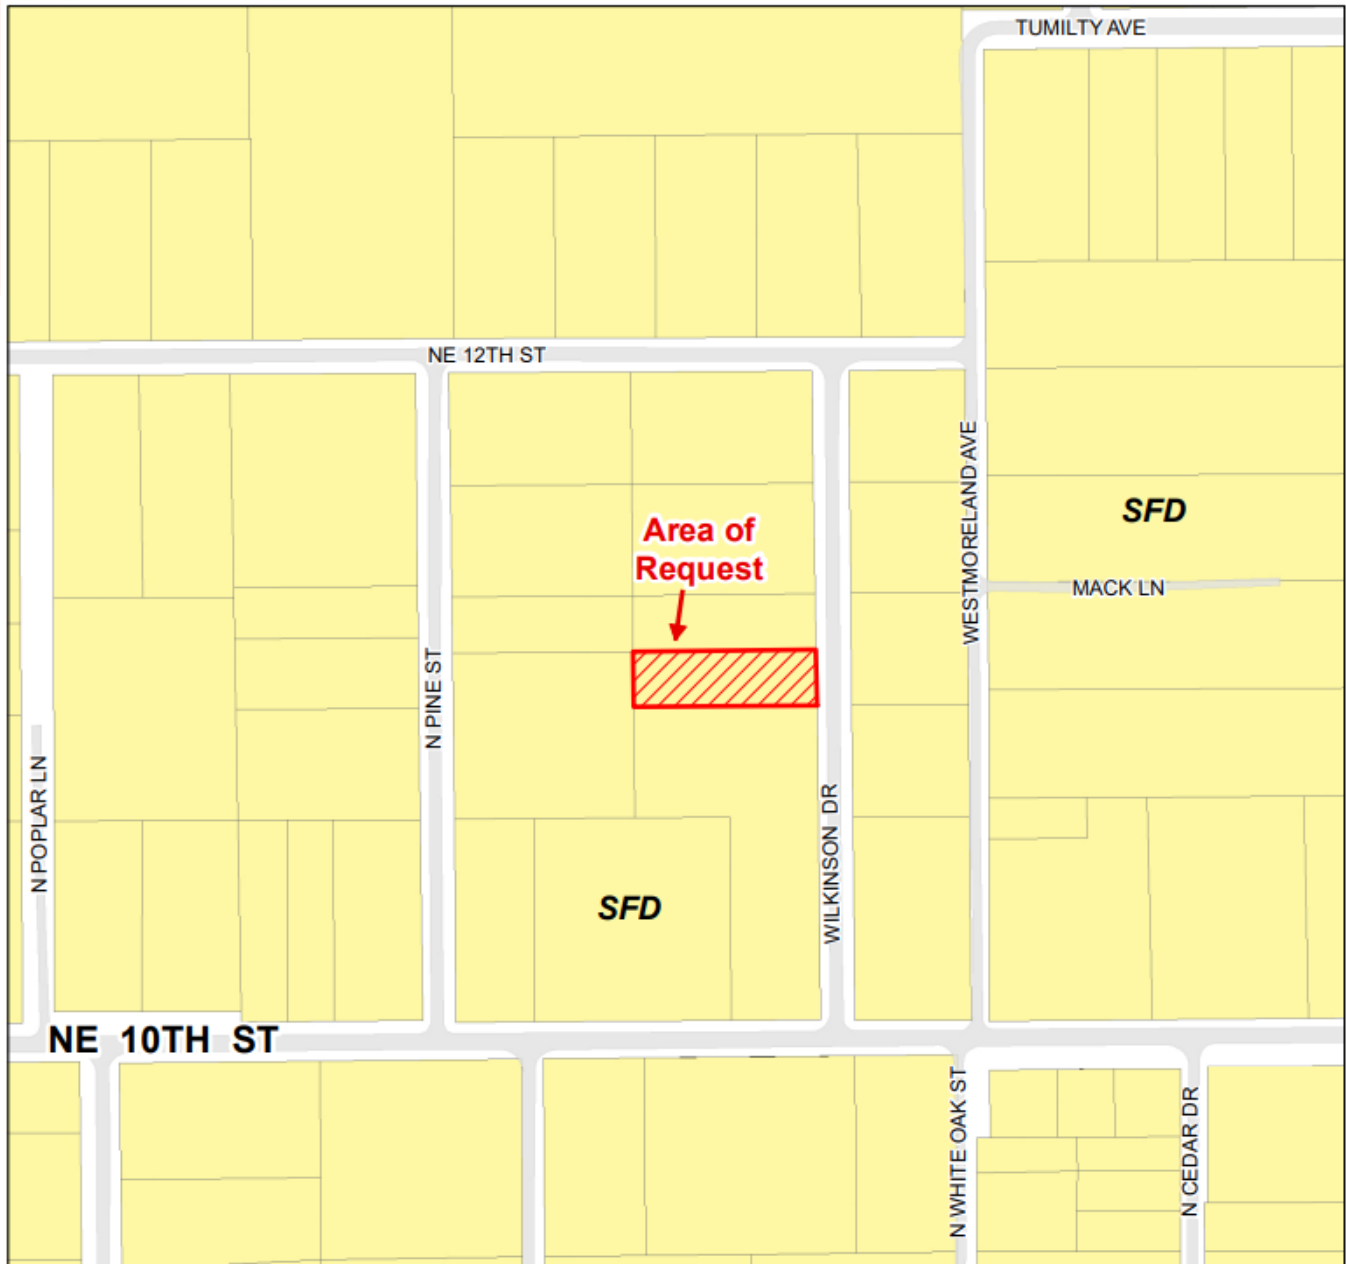 TUMILTY AVE
NE 12TH ST
WESTMORELAND AVE
SFD
Area of
Request
MACK LN
N PINE ST
N POPLAR LN
WILKINSON DR
SFD
NE 10TH ST
N WHITE OAK ST
N CEDAR DR